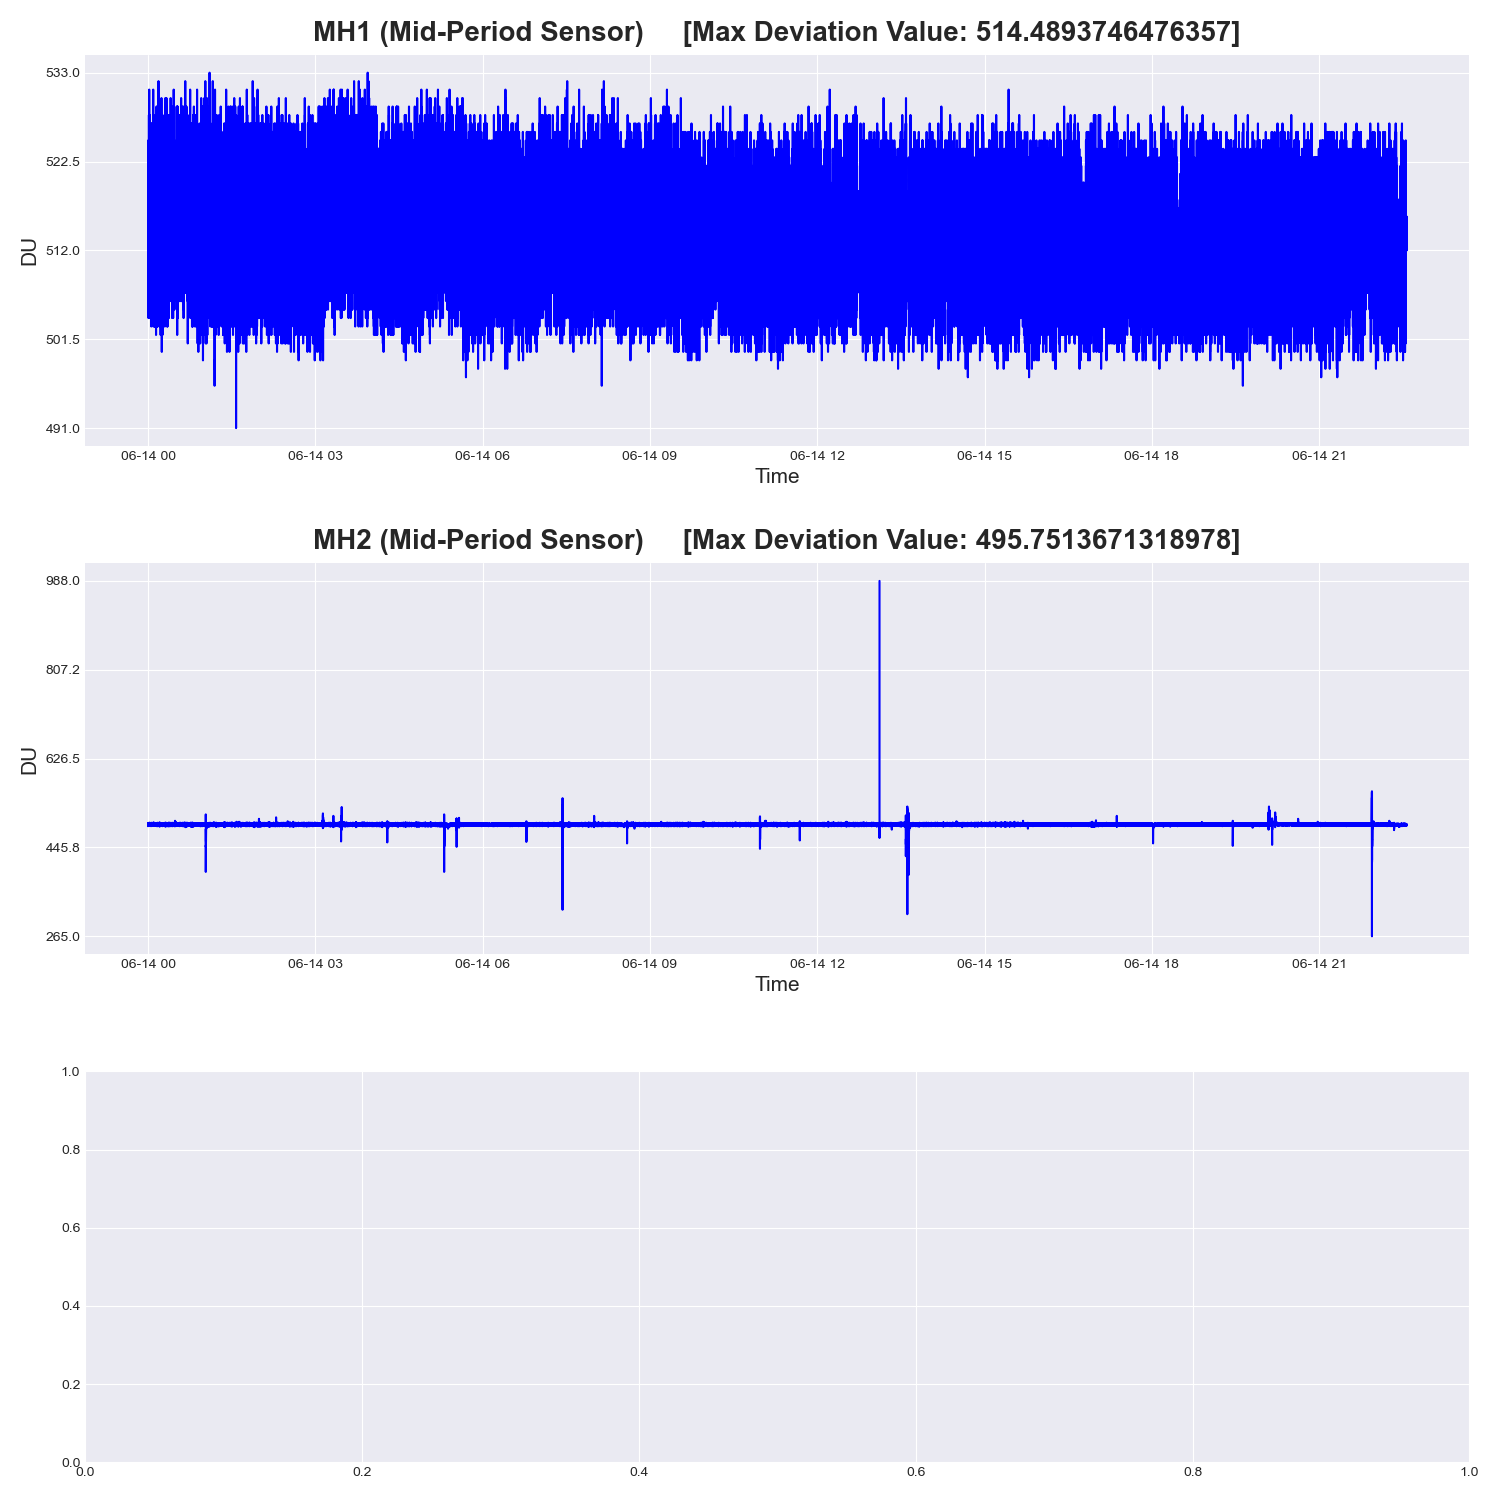 MH1 (Mid-Period Sensor) [Max Deviation Value: 514.4893746476357]
533.0
522.5
512.0
501.5
491.0
DU
06-14 00 06-14 03 06-14 06 06-14 09 06-14 12 06-14 15 06-14 18 06-14 21
Time
MH2 (Mid-Period Sensor) [Max Deviation Value: 495.7513671318978]
988.0
807.2
626.5
445.8
265.0
DU
06-14 00 06-14 03 06-14 06 06-14 09 06-14 12 06-14 15 06-14 18 06-14 21
Time
1.0
0.8
0.6
0.4
0.2
0.0
0.0 0.2 0.4 0.6 0.8 1.0